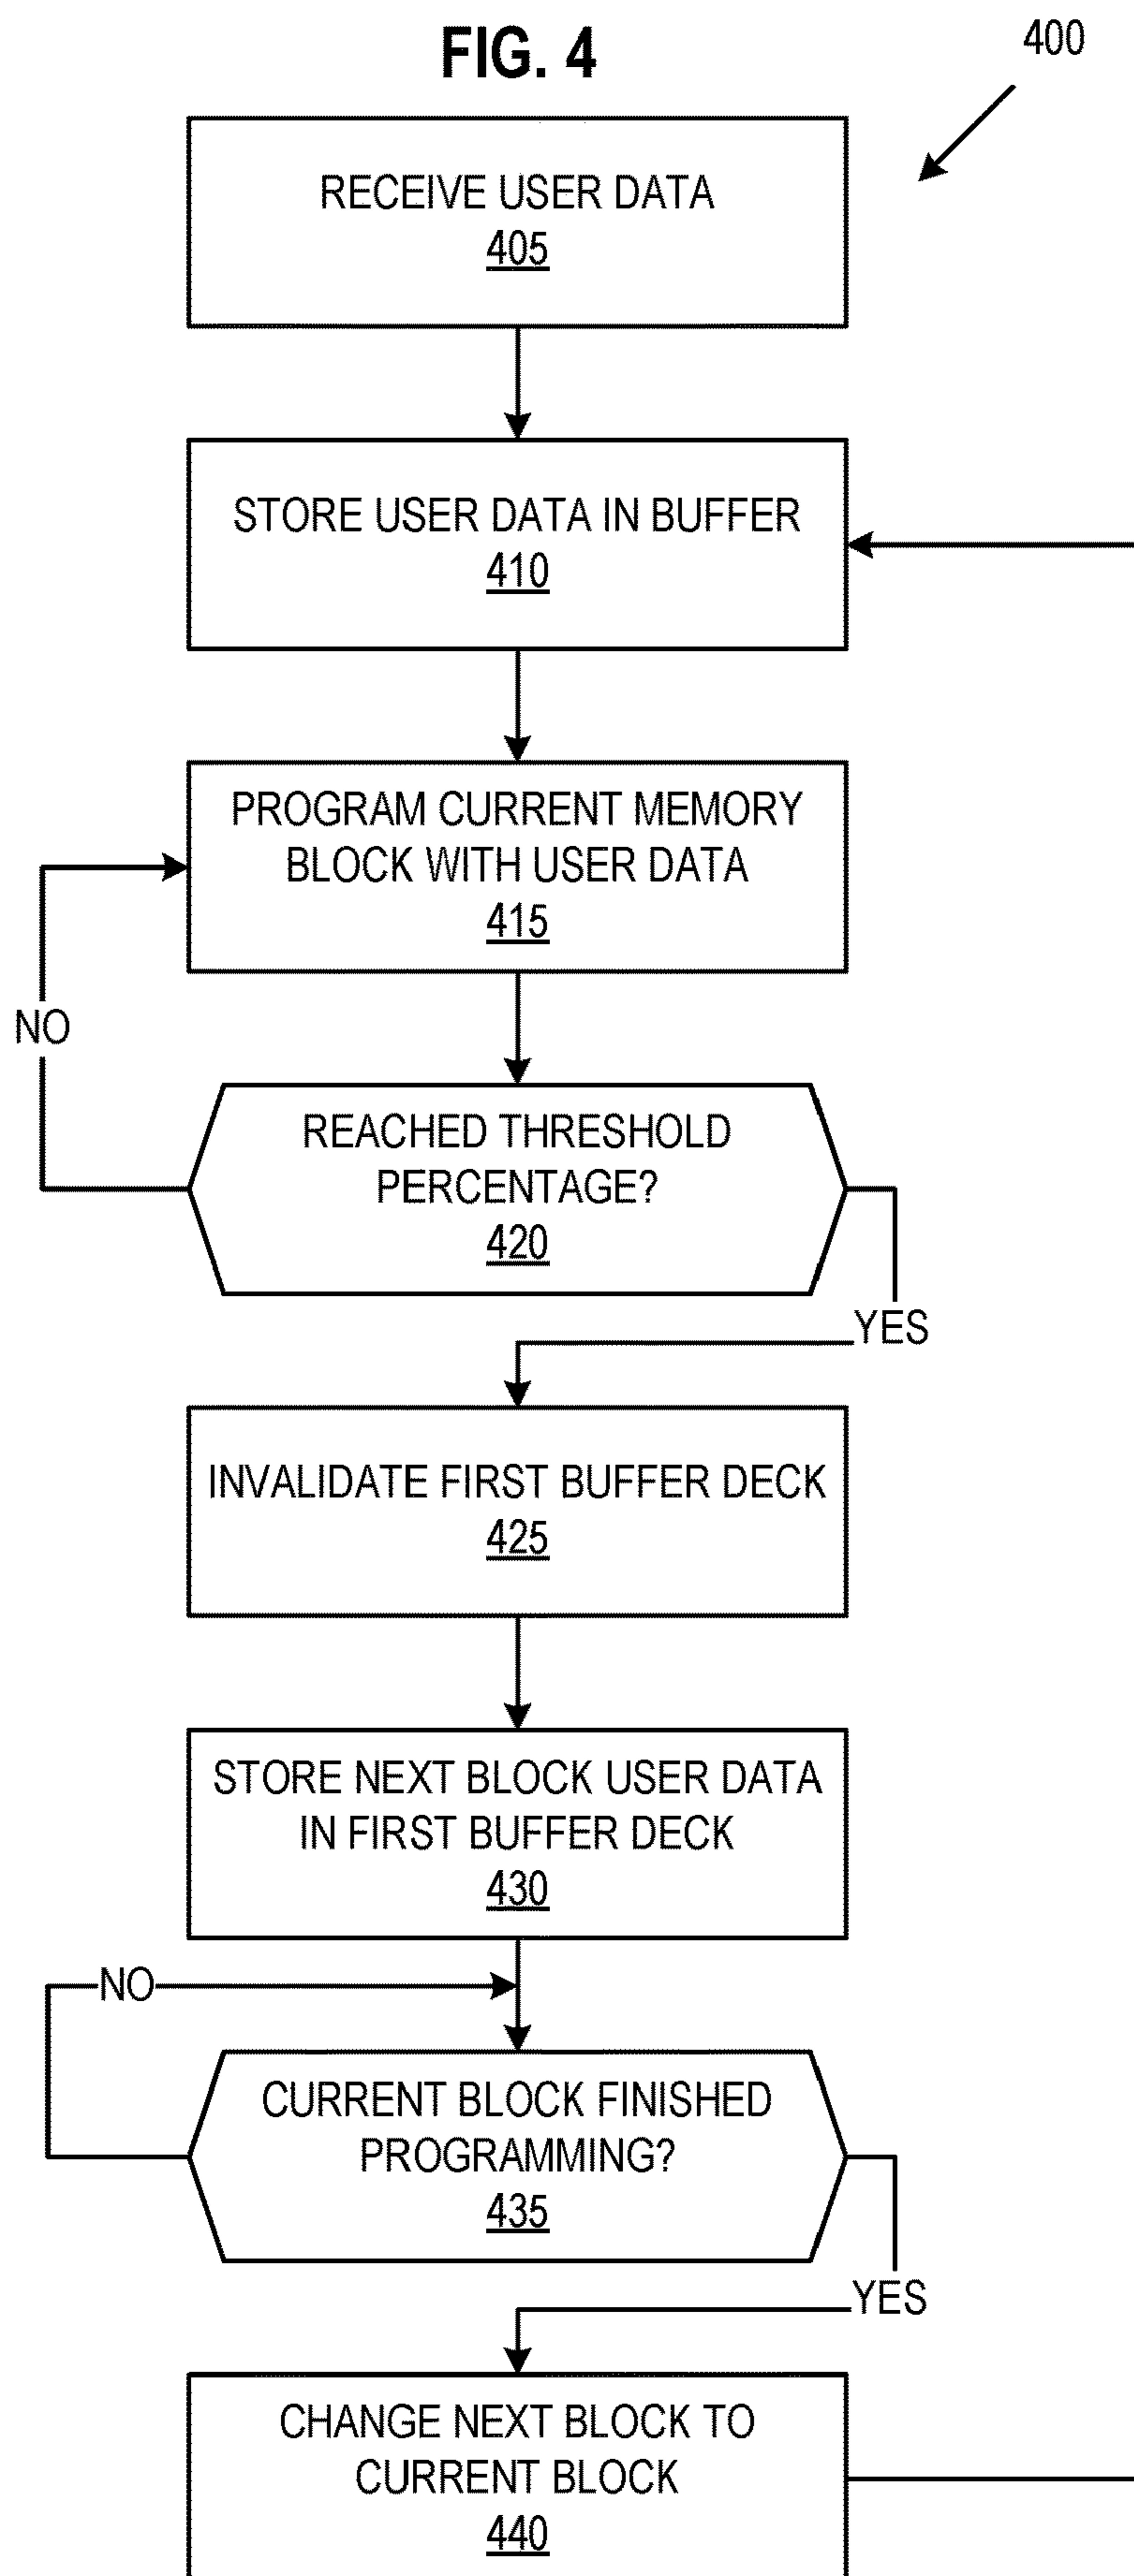 FIG. 4
400
RECEIVE USER DATA
405
STORE USER DATA IN BUFFER
410
PROGRAM CURRENT MEMORY
BLOCK WITH USER DATA
415
NO
REACHED THRESHOLD
PERCENTAGE?
420
YES
INVALIDATE FIRST BUFFER DECK
425
STORE NEXT BLOCK USER DATA
IN FIRST BUFFER DECK
430
NO
CURRENT BLOCK FINISHED
PROGRAMMING?
435
YES
CHANGE NEXT BLOCK TO
CURRENT BLOCK
440